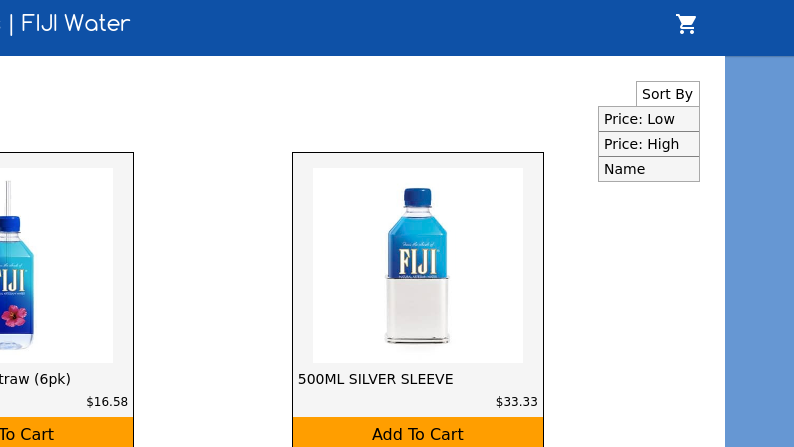 | FIJI Water
Sort By
Price: Low
Price: High
Name
FIJI
FIJI
traw (6pk)
500ML SILVER SLEEVE
$16.58
$33.33
To Cart
Add To Cart